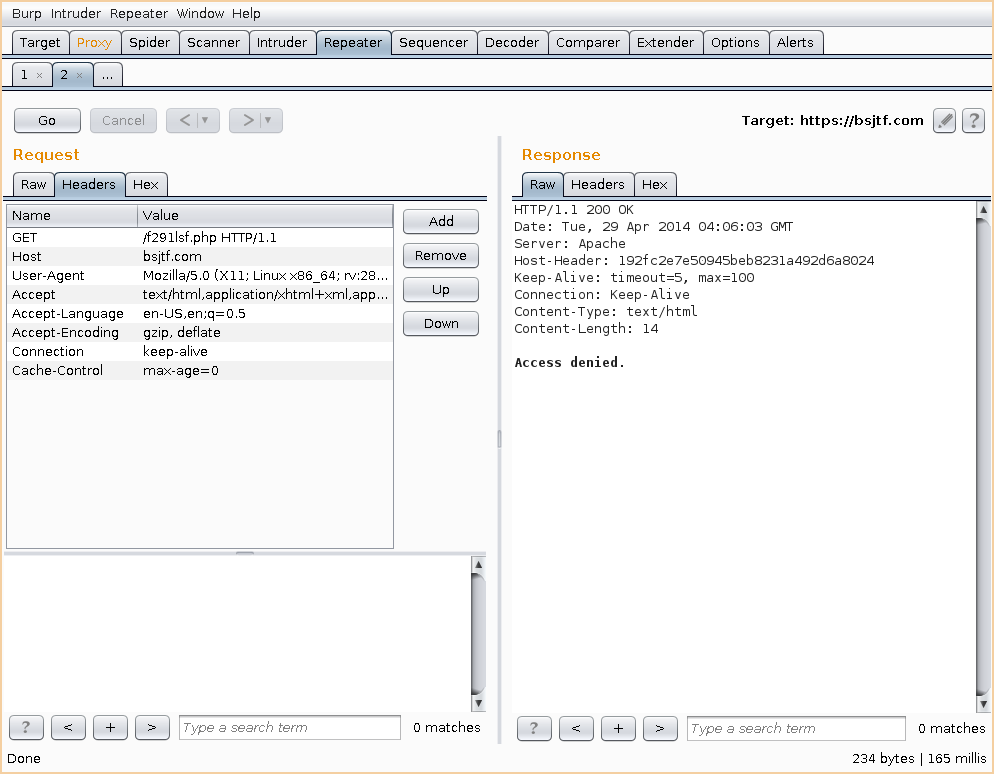 Burp Intruder Repeater Window Help
Target Proxy Spider Scanner Intruder Repeater Sequencer Decoder Comparer Extender Options Alerts
1 × 2 × ...
Go Cancel < ▼ > ▼ Target: https://bsjtf.com ?
Request
Raw Headers Hex
Name Value
GET /f291lsf.php HTTP/1.1
Host bsjtf.com
User-Agent Mozilla/5.0 (X11; Linux x86_64; rv:28...
Accept text/html,application/xhtml+xml,app...
Accept-Language en-US,en;q=0.5
Accept-Encoding gzip, deflate
Connection keep-alive
Cache-Control max-age=0
Add
Remove
Up
Down
? < + > Type a search term 0 matches
Response
Raw Headers Hex
HTTP/1.1 200 OK
Date: Tue, 29 Apr 2014 04:06:03 GMT
Server: Apache
Host-Header: 192fc2e7e50945beb8231a492d6a8024
Keep-Alive: timeout=5, max=100
Connection: Keep-Alive
Content-Type: text/html
Content-Length: 14
Access denied.
? < + > Type a search term 0 matches
Done 234 bytes | 165 millis